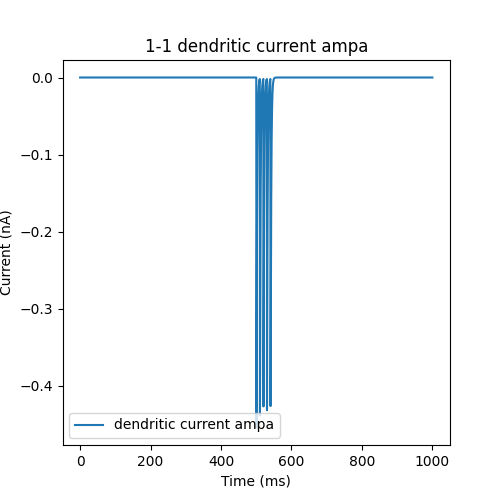 1-1 dendritic current ampa
0.0
−0.1
−0.2
−0.3
−0.4
Current (nA)
dendritic current ampa
0
200
400
600
800
1000
Time (ms)